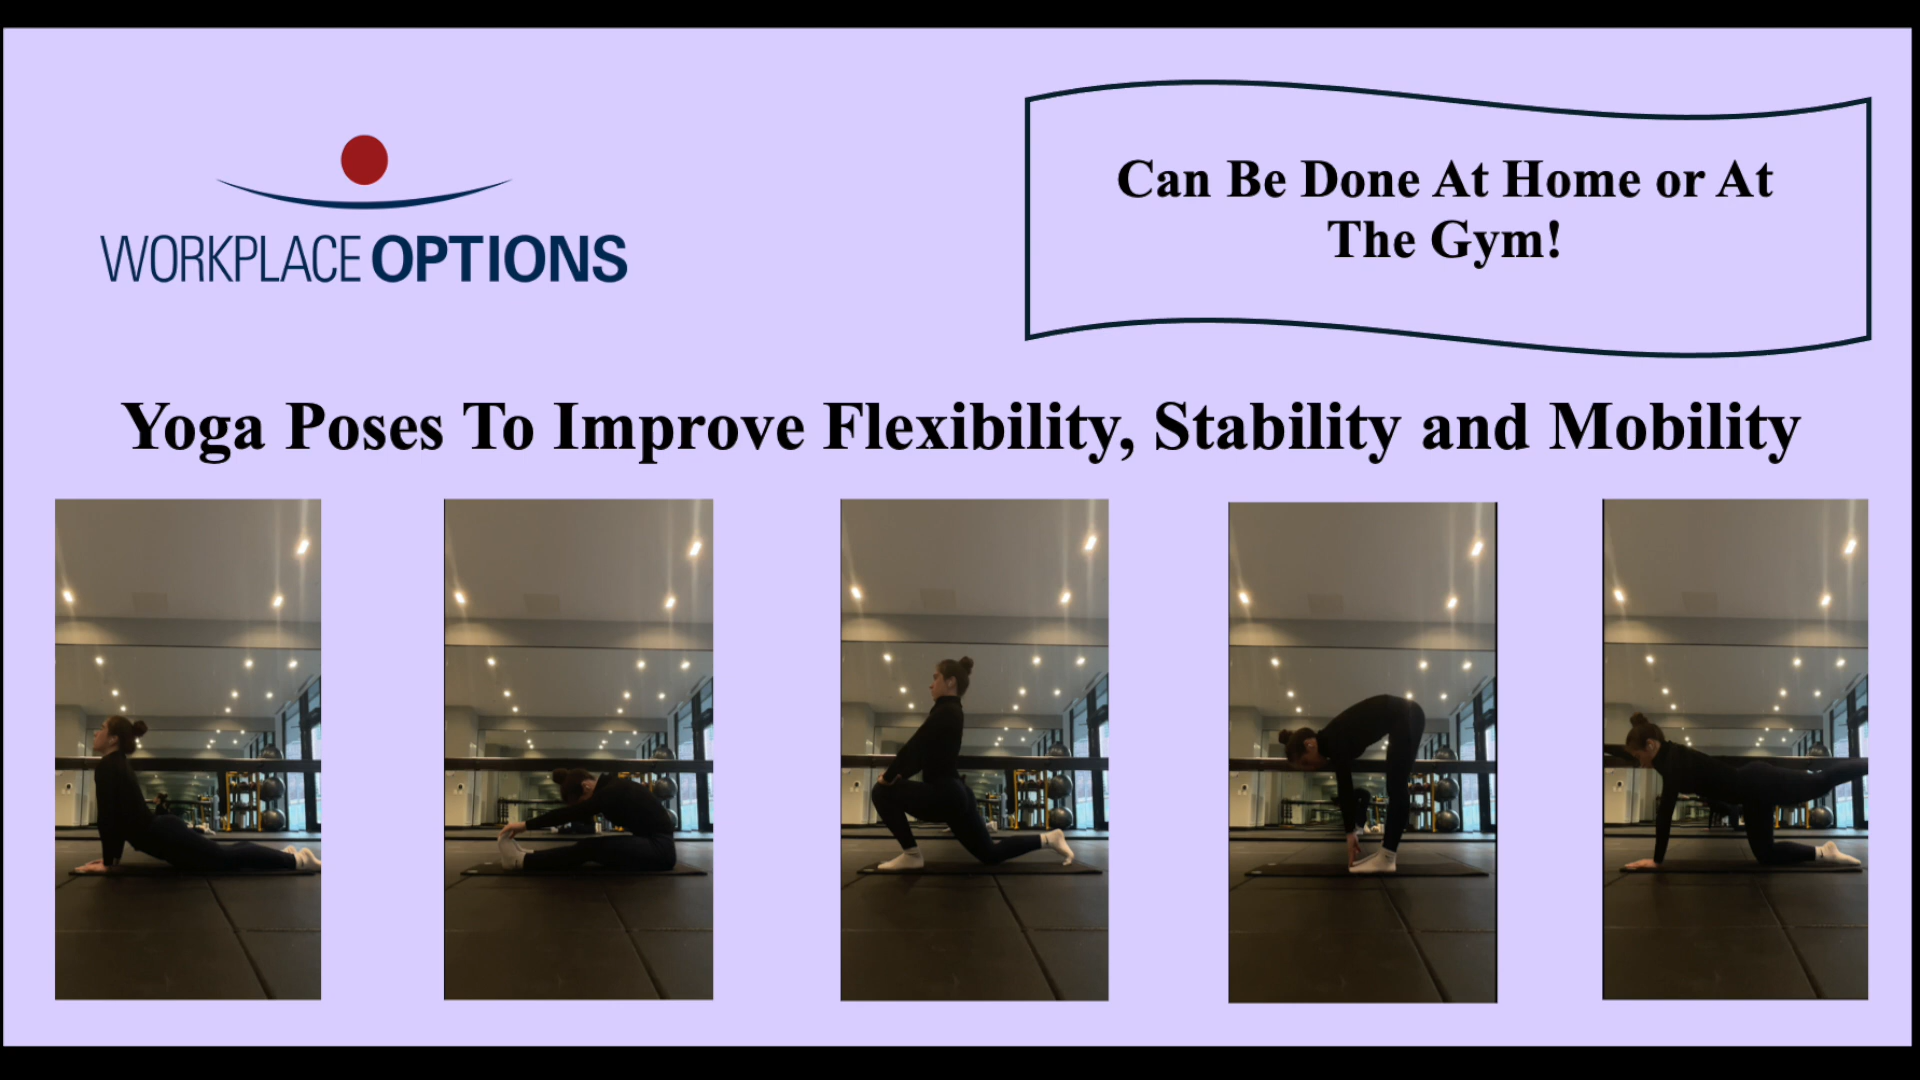 WORKPLACE OPTIONS
Can Be Done At Home or At
The Gym!
Yoga Poses To Improve Flexibility, Stability and Mobility